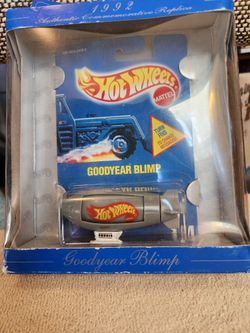 1992
Authentic Commemorative Replica
Hot Wheels
MATTEL
GOODYEAR BLIMP
Hot Wheels
Goodyear Blimp